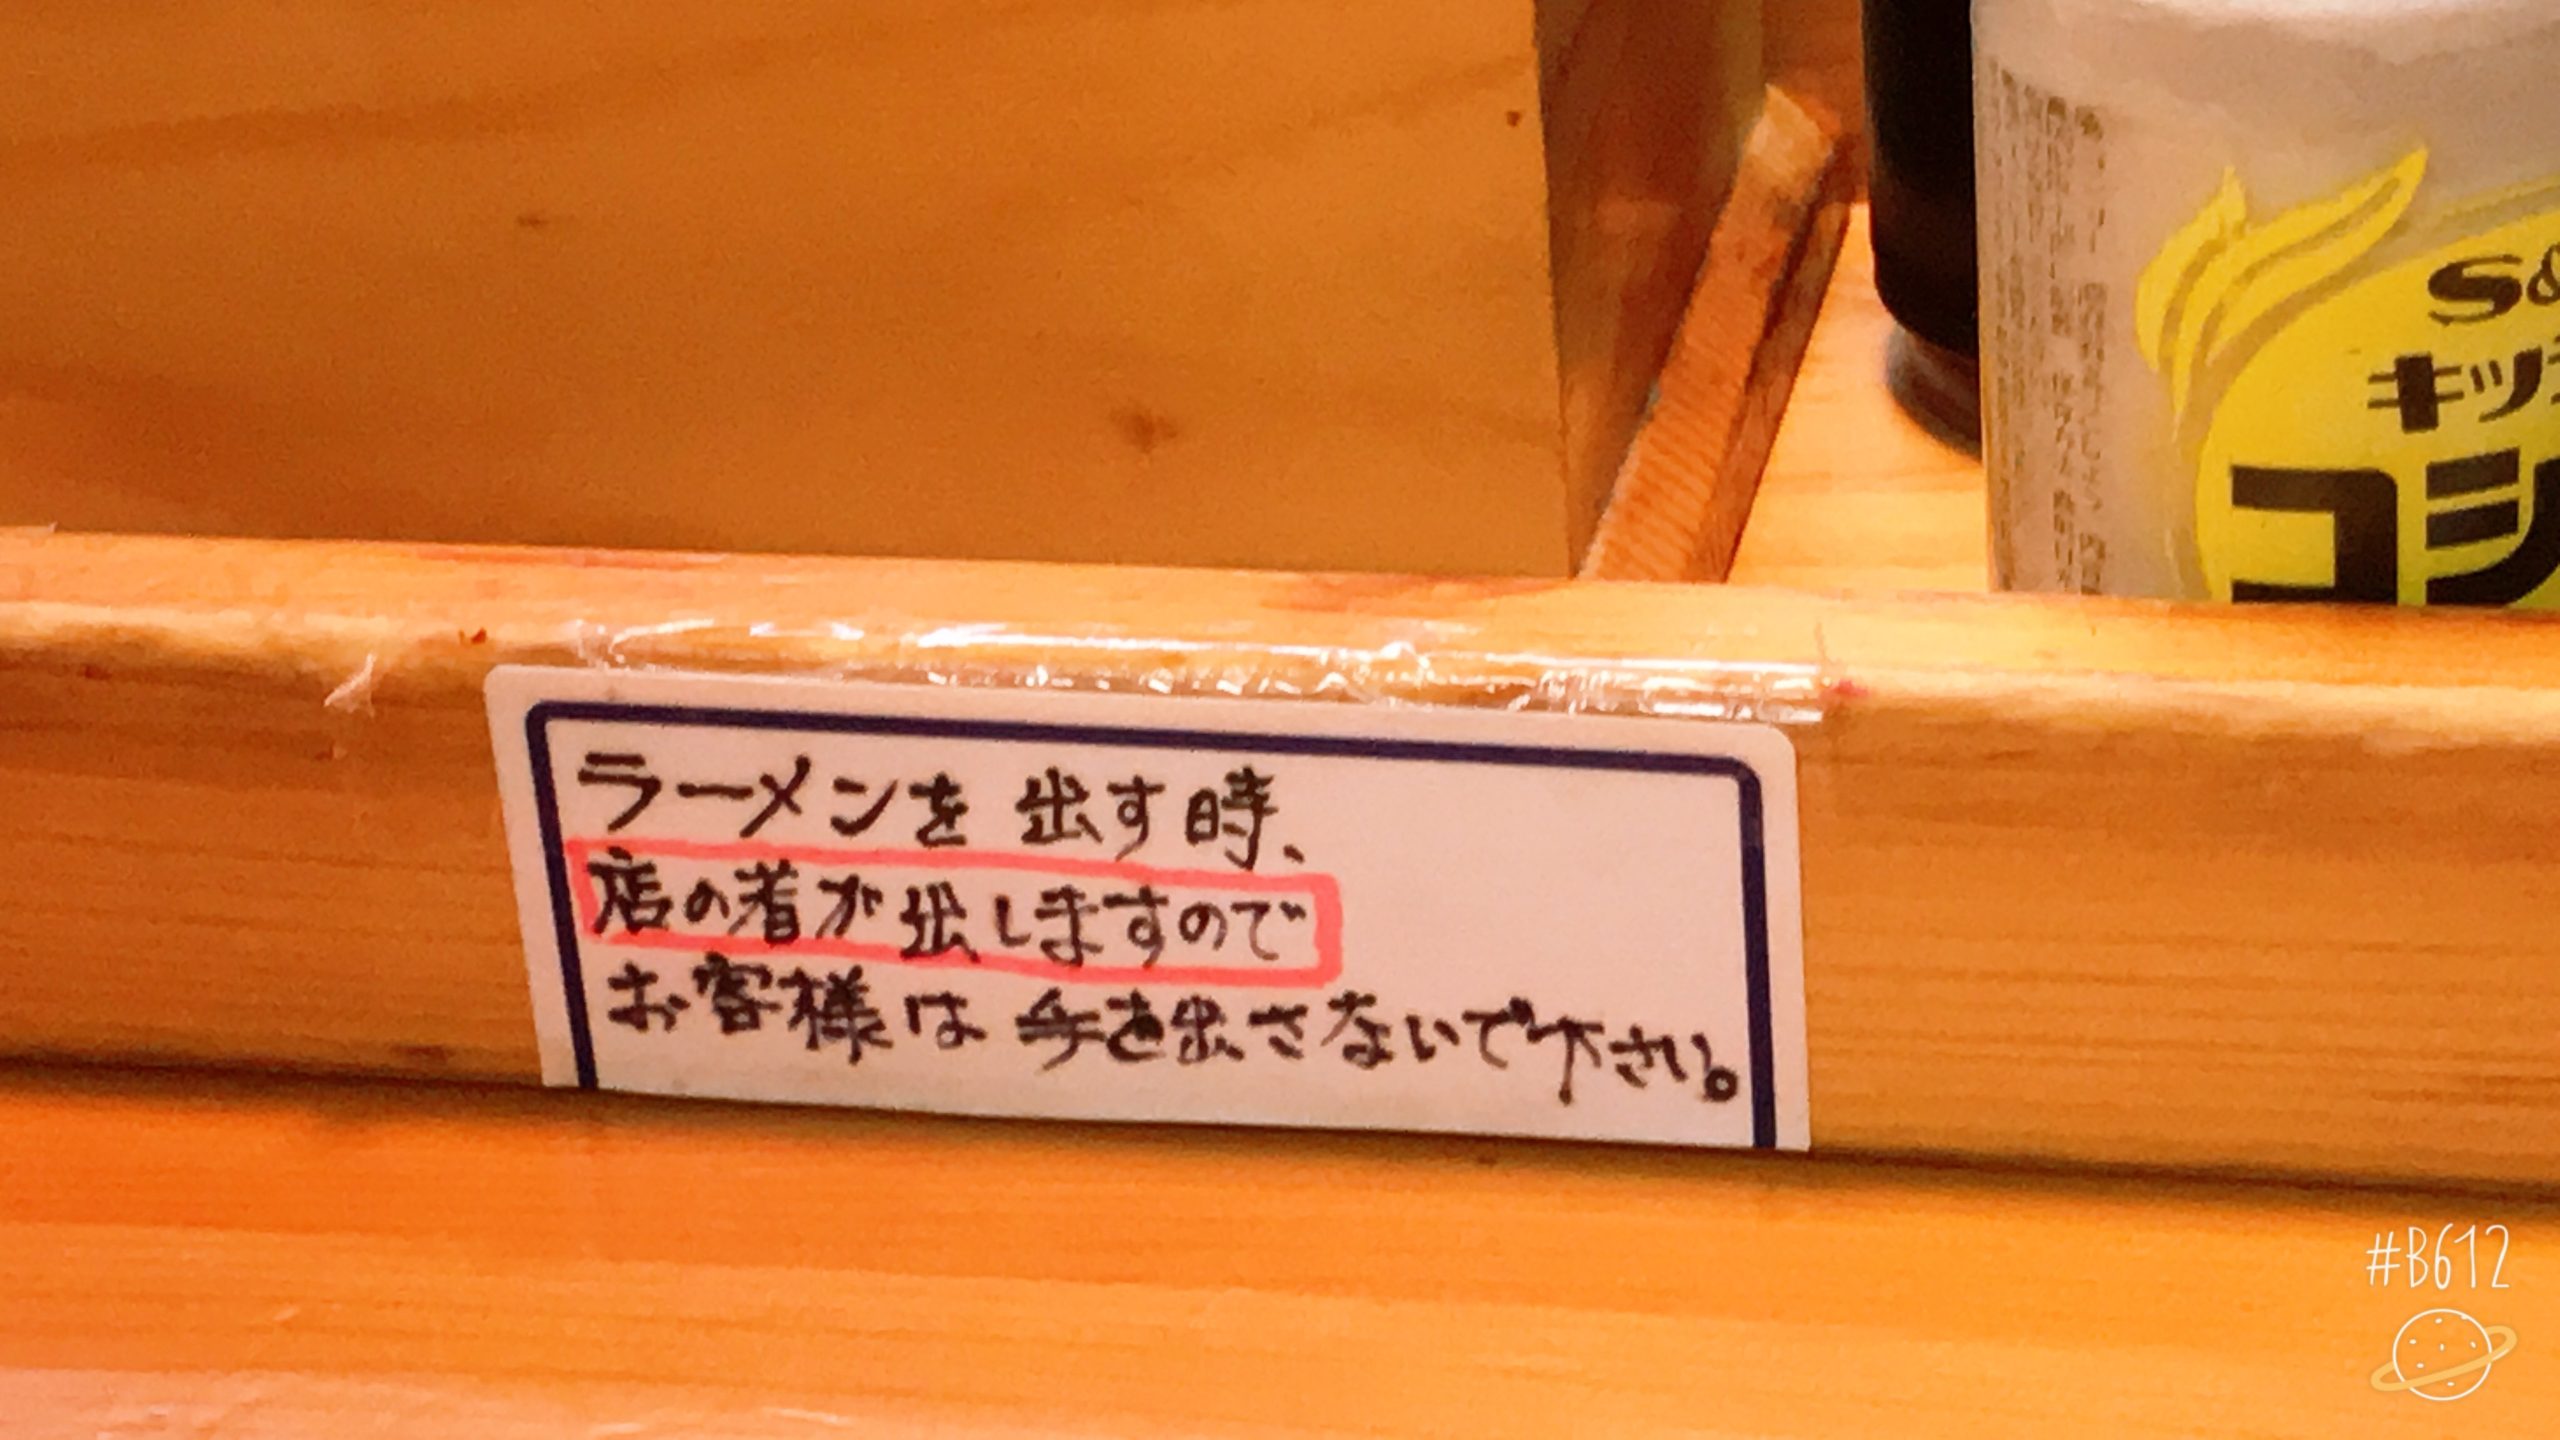 ラーメンを出す時、
店の者が出しますので
お客様は手を出さないで下さい。
S&
キッ
コシ
#B612